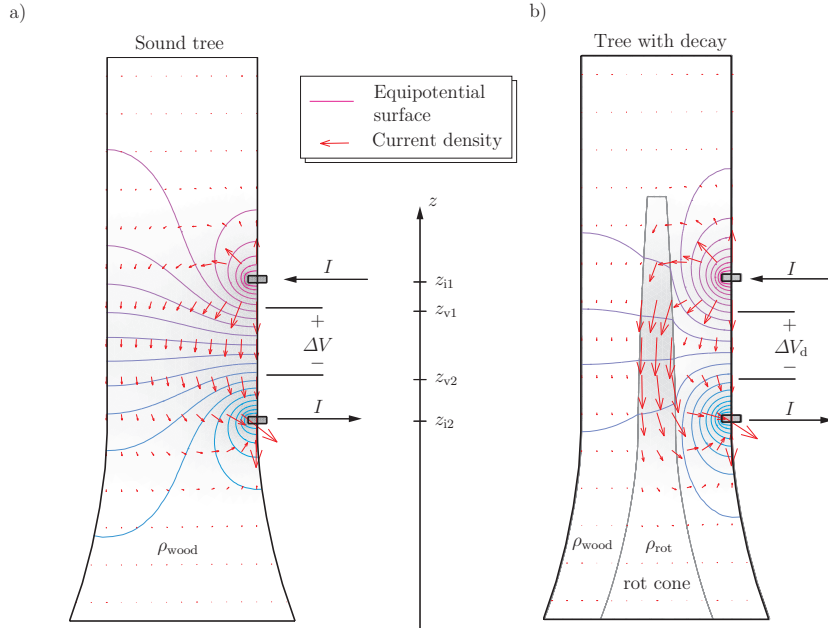 a)
b)
Sound tree
Tree with decay
Equipotential
surface
Current density
z
I
I
z_i1
z_v1
+
+
ΔV
ΔV_d
−
−
z_v2
I
I
z_i2
ρ_wood
ρ_wood
ρ_rot
rot cone